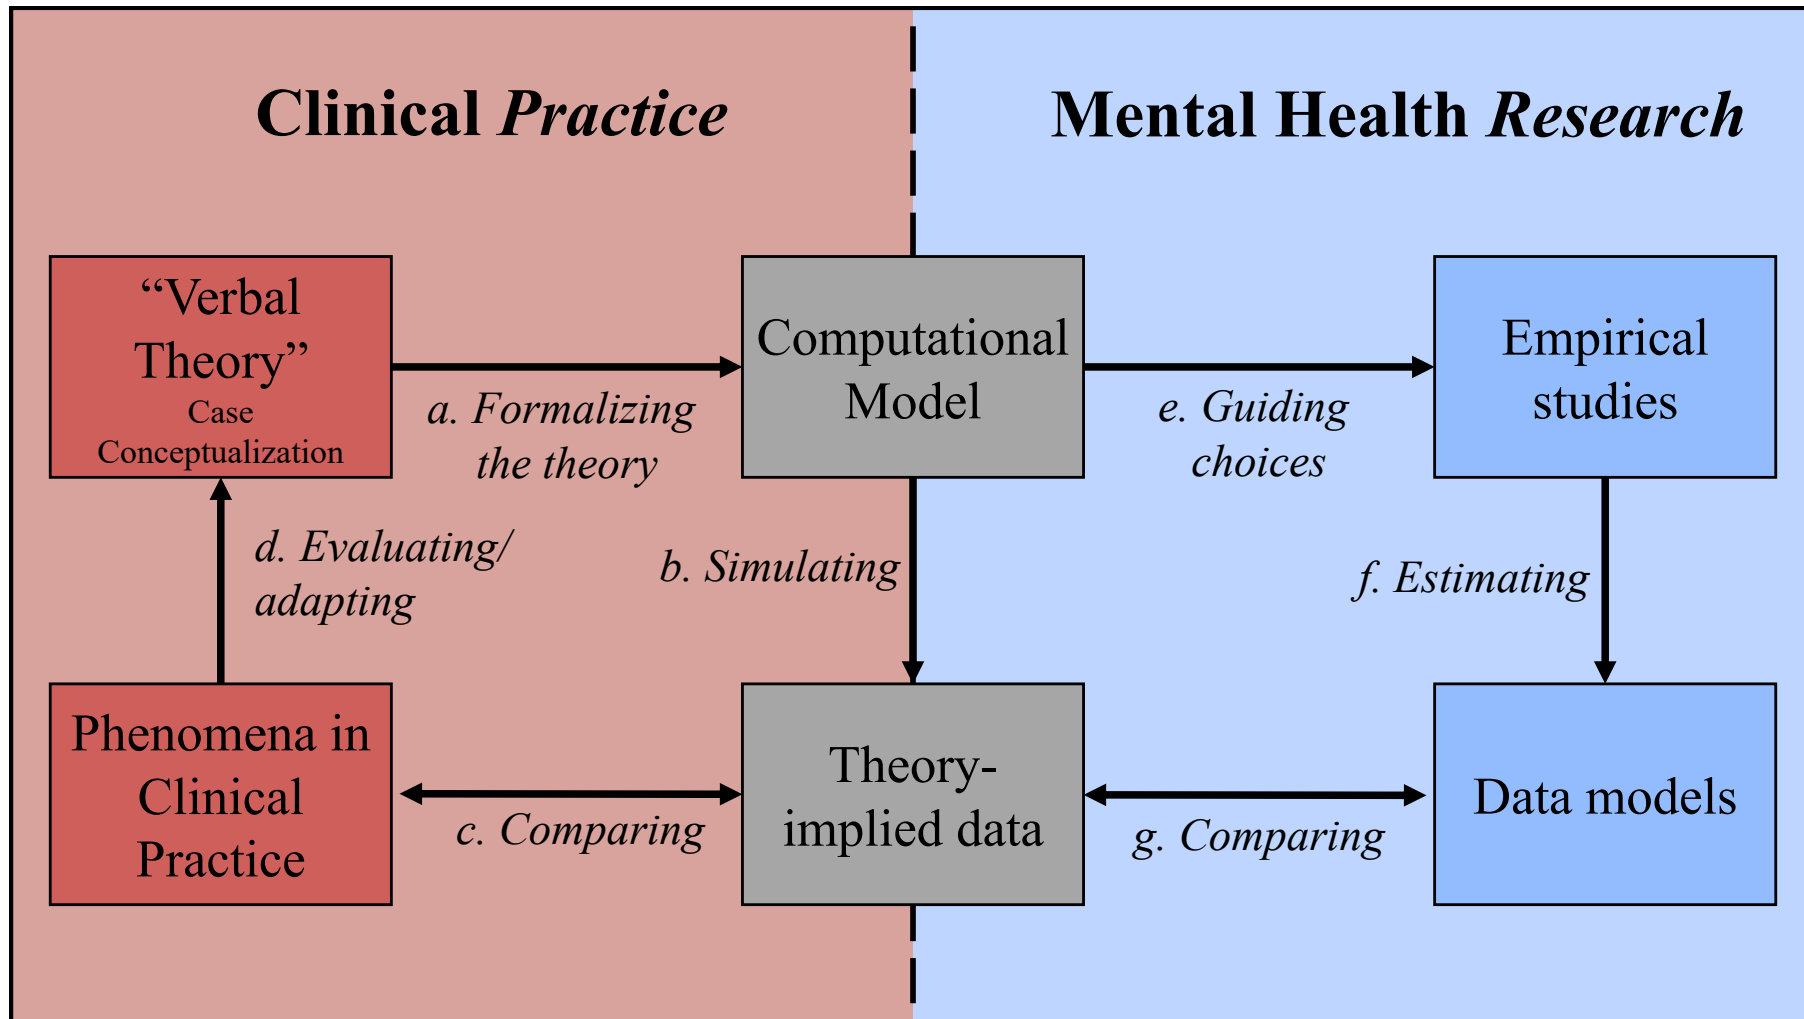 Clinical Practice
Mental Health Research
“Verbal
Theory”
Case
Conceptualization
a. Formalizing
the theory
Computational
Model
e. Guiding
choices
Empirical
studies
d. Evaluating/
adapting
b. Simulating
f. Estimating
Phenomena in
Clinical
Practice
c. Comparing
Theory-
implied data
g. Comparing
Data models